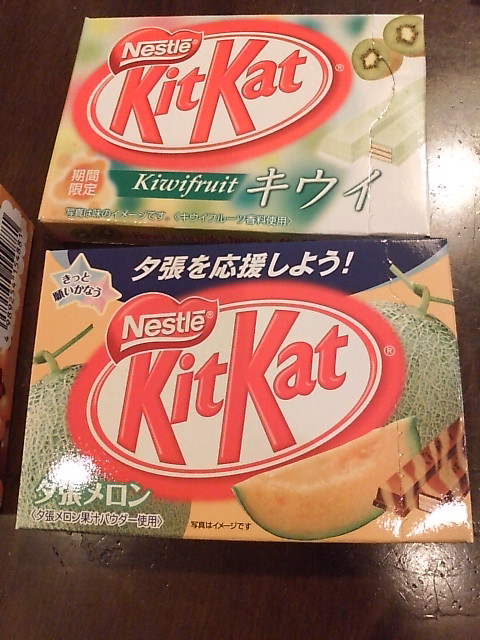 Nestlé
KitKat®
期間
限定
Kiwifruit キウイ
写真は味のイメージです。〈キウイフルーツ香料使用〉
夕張を応援しよう!
きっと
願いかなう
Nestlé®
KitKat®
夕張メロン
〈夕張メロン果汁パウダー使用〉
写真はイメージです